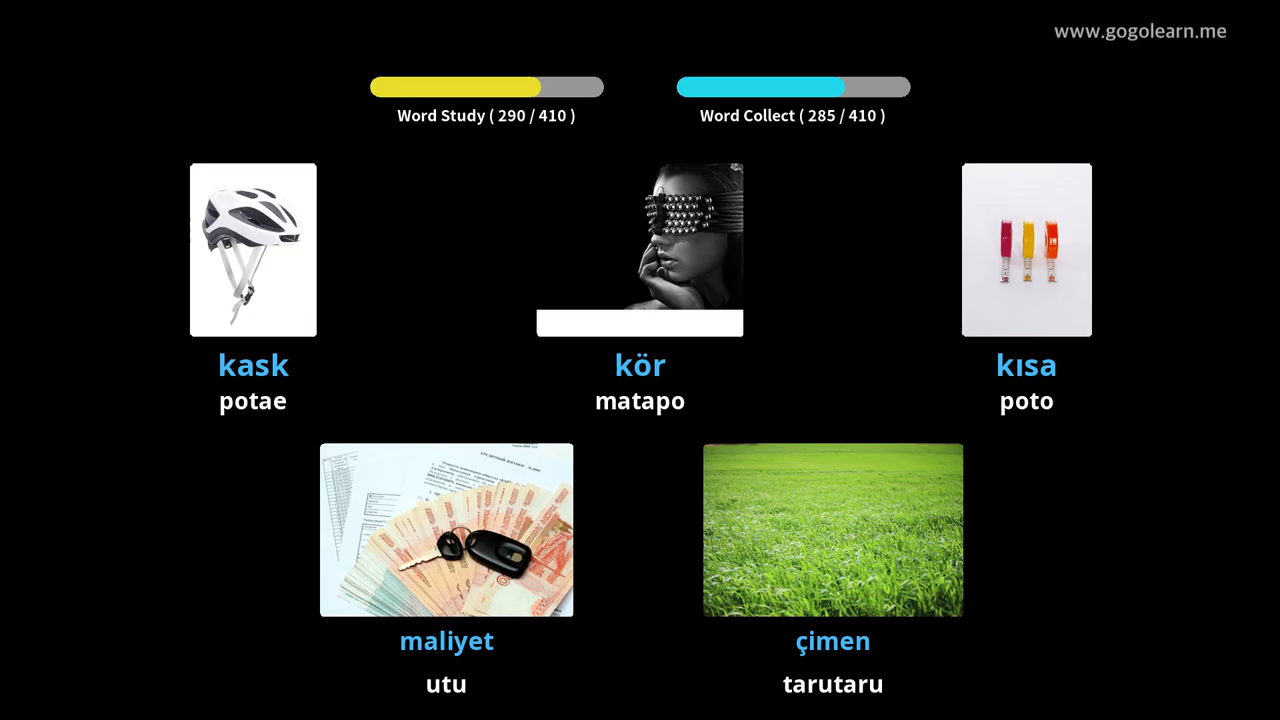 www.gogolearn.me
Word Study ( 290 / 410 )
Word Collect ( 285 / 410 )
kask
potae
kör
matapo
kısa
poto
maliyet
utu
çimen
tarutaru